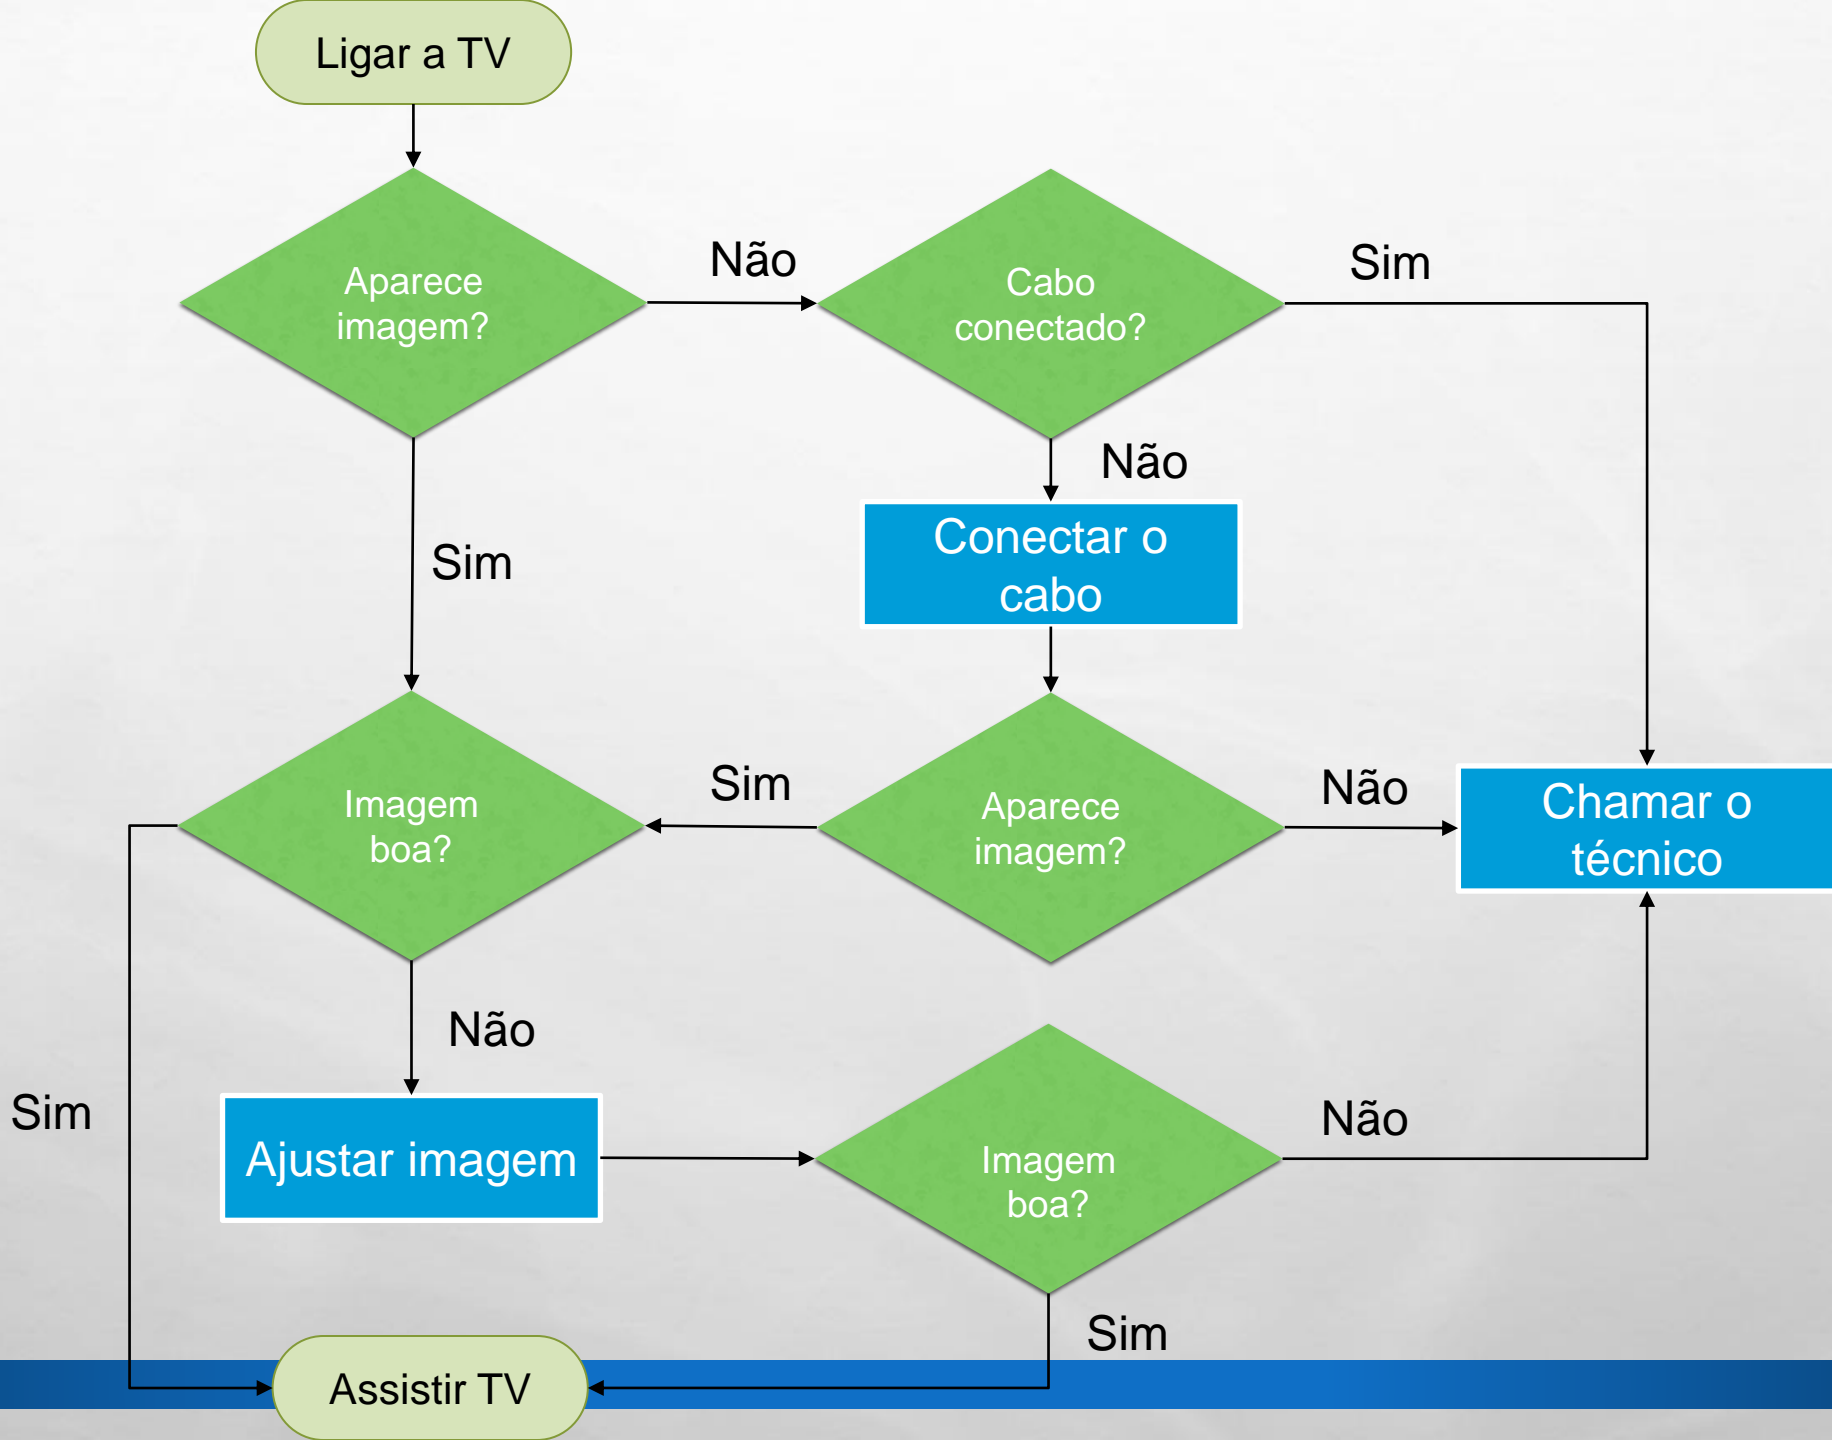 Ligar a TV
Aparece
imagem?
Não
Cabo
conectado?
Sim
Não
Conectar o
cabo
Sim
Imagem
boa?
Sim
Aparece
imagem?
Não
Chamar o
técnico
Não
Sim
Ajustar imagem
Imagem
boa?
Não
Sim
Assistir TV